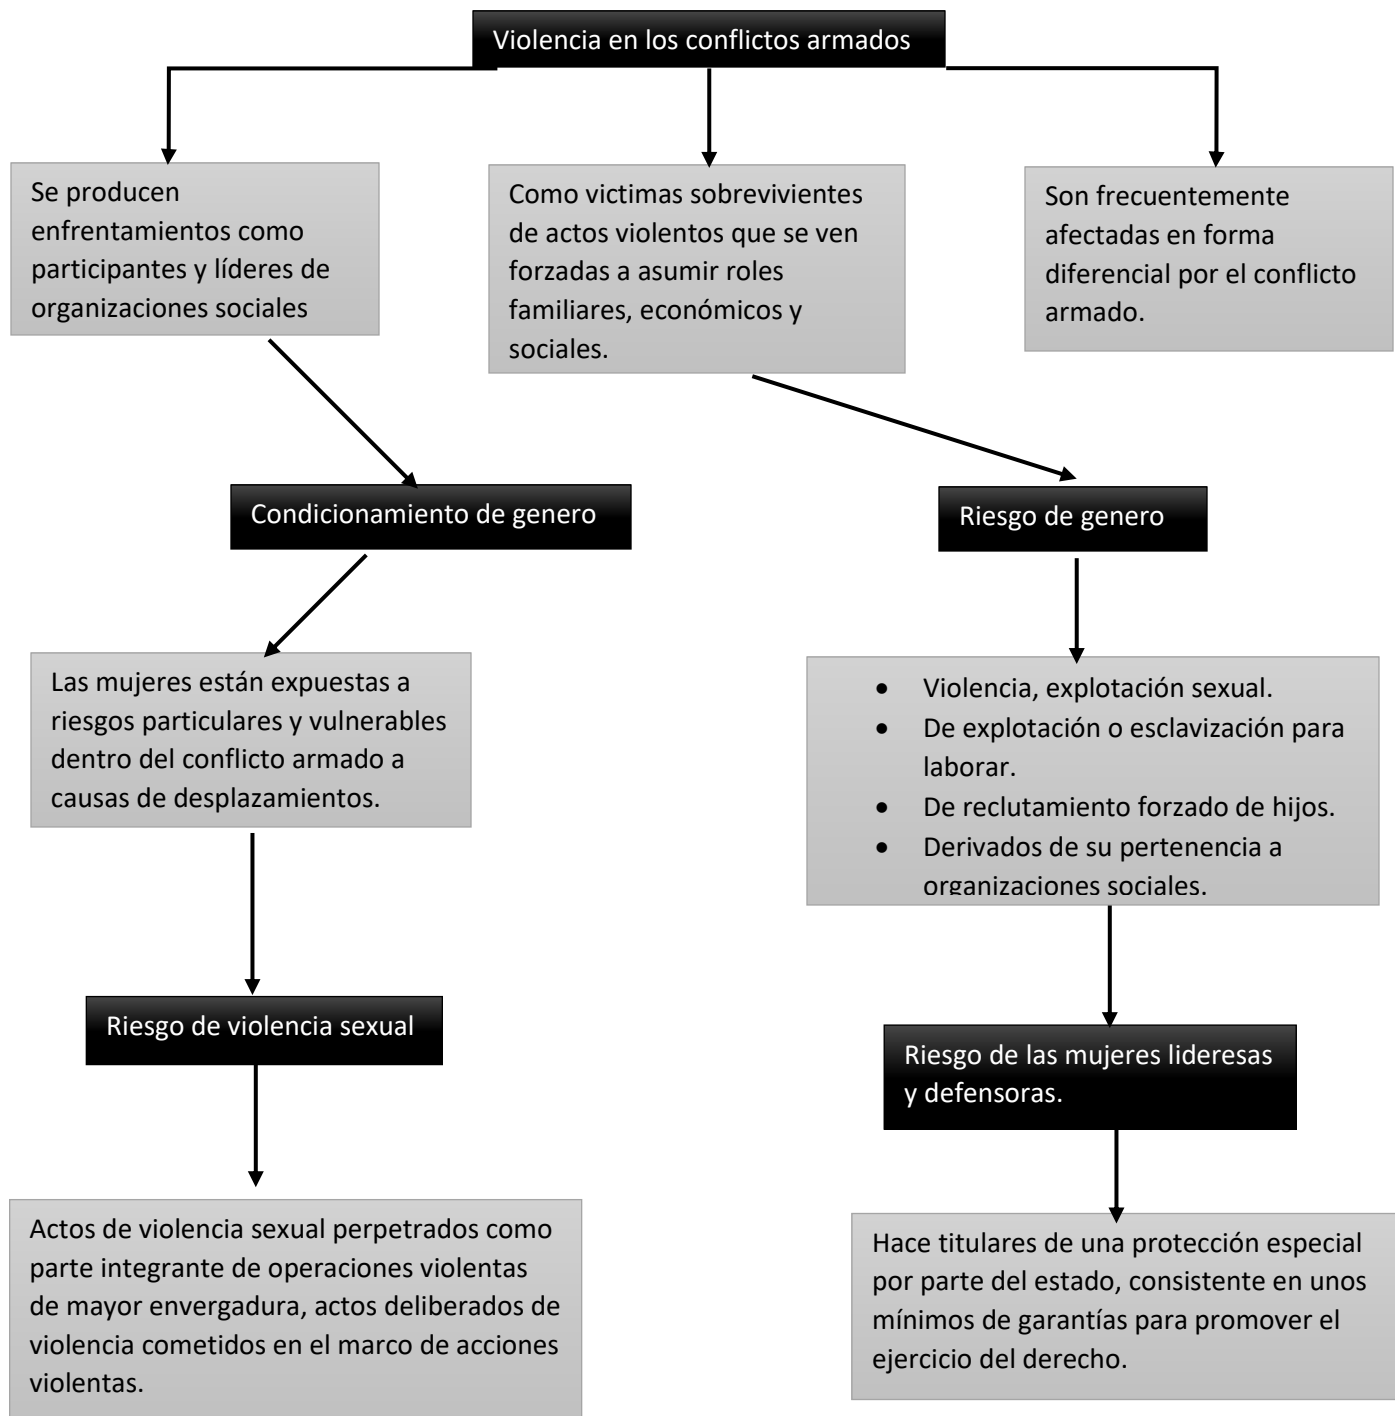 Violencia en los conflictos armados
Se producen
enfrentamientos como
participantes y líderes de
organizaciones sociales
Como victimas sobrevivientes
de actos violentos que se ven
forzadas a asumir roles
familiares, económicos y
sociales.
Son frecuentemente
afectadas en forma
diferencial por el conflicto
armado.
Condicionamiento de genero
Riesgo de genero
Las mujeres están expuestas a
riesgos particulares y vulnerables
dentro del conflicto armado a
causas de desplazamientos.
• Violencia, explotación sexual.
• De explotación o esclavización para
laborar.
• De reclutamiento forzado de hijos.
• Derivados de su pertenencia a
organizaciones sociales.
Riesgo de violencia sexual
Riesgo de las mujeres lideresas
y defensoras.
Actos de violencia sexual perpetrados como
parte integrante de operaciones violentas
de mayor envergadura, actos deliberados de
violencia cometidos en el marco de acciones
violentas.
Hace titulares de una protección especial
por parte del estado, consistente en unos
mínimos de garantías para promover el
ejercicio del derecho.